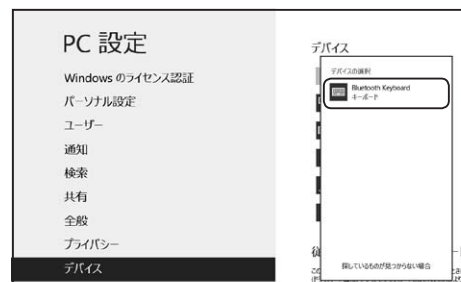 PC 設定
Windows のライセンス認証
パーソナル設定
ユーザー
通知
検索
共有
全般
プライバシー
デバイス
デバイス
デバイスの選択
Bluetooth Keyboard
キーボード
探しているものが見つからない場合